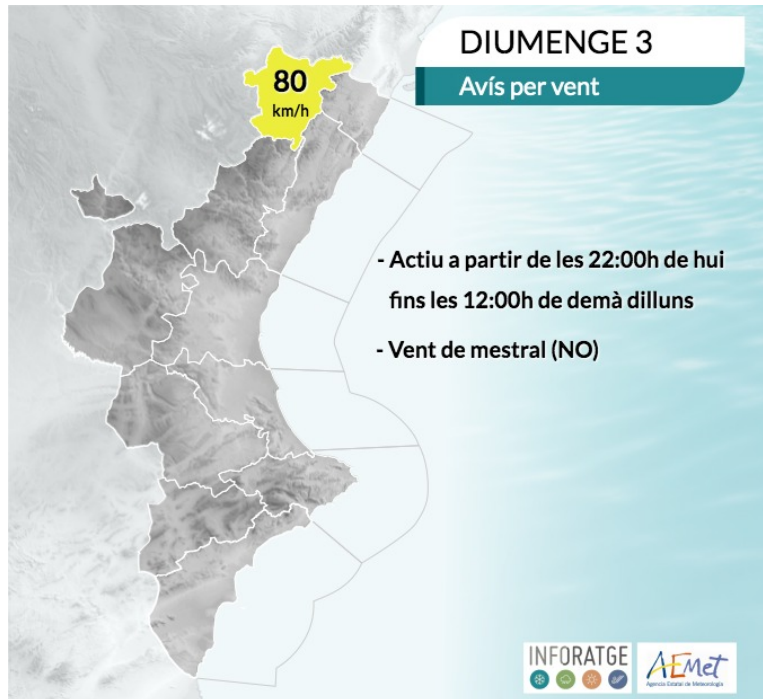 DIUMENGE 3
Avís per vent
80
km/h
- Actiu a partir de les 22:00h de hui
fins les 12:00h de demà dilluns
- Vent de mestral (NO)
INFORATGE
AEmet
Agencia Estatal de Meteorología